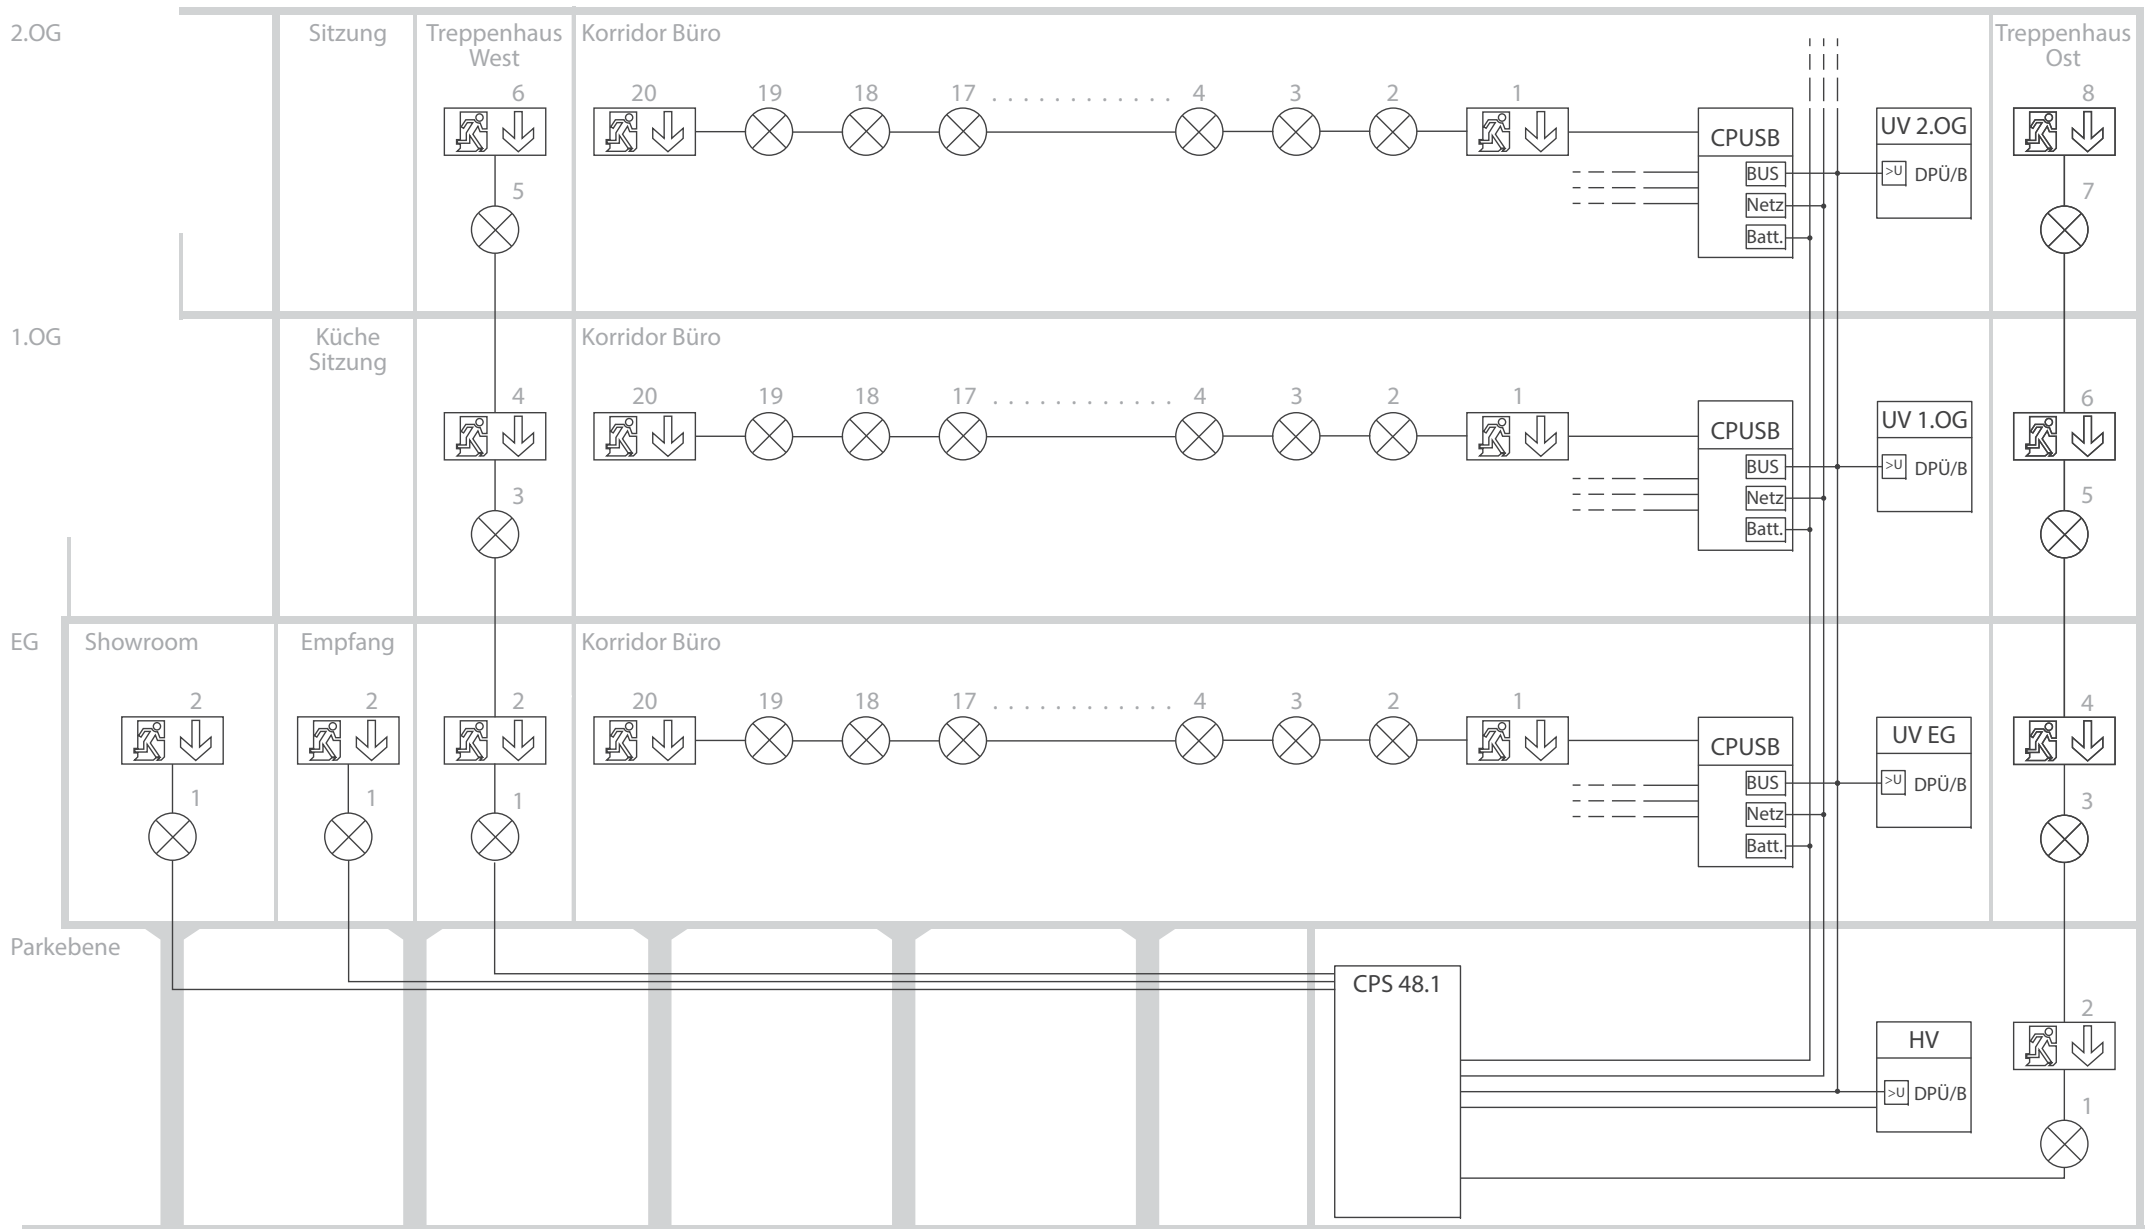 2.OG
Sitzung
Treppenhaus
West
Korridor Büro
Treppenhaus
Ost
6
20
19
18
17
............
4
3
2
1
8
CPUSB
BUS
Netz
Batt.
UV 2.OG
>U DPÜ/B
5
7
1.OG
Küche
Sitzung
Korridor Büro
4
20
19
18
17
............
4
3
2
1
6
CPUSB
BUS
Netz
Batt.
UV 1.OG
>U DPÜ/B
3
5
EG
Showroom
Empfang
Korridor Büro
2
2
2
20
19
18
17
............
4
3
2
1
4
CPUSB
BUS
Netz
Batt.
UV EG
>U DPÜ/B
1
1
1
3
Parkebene
CPS 48.1
HV
>U DPÜ/B
2
1